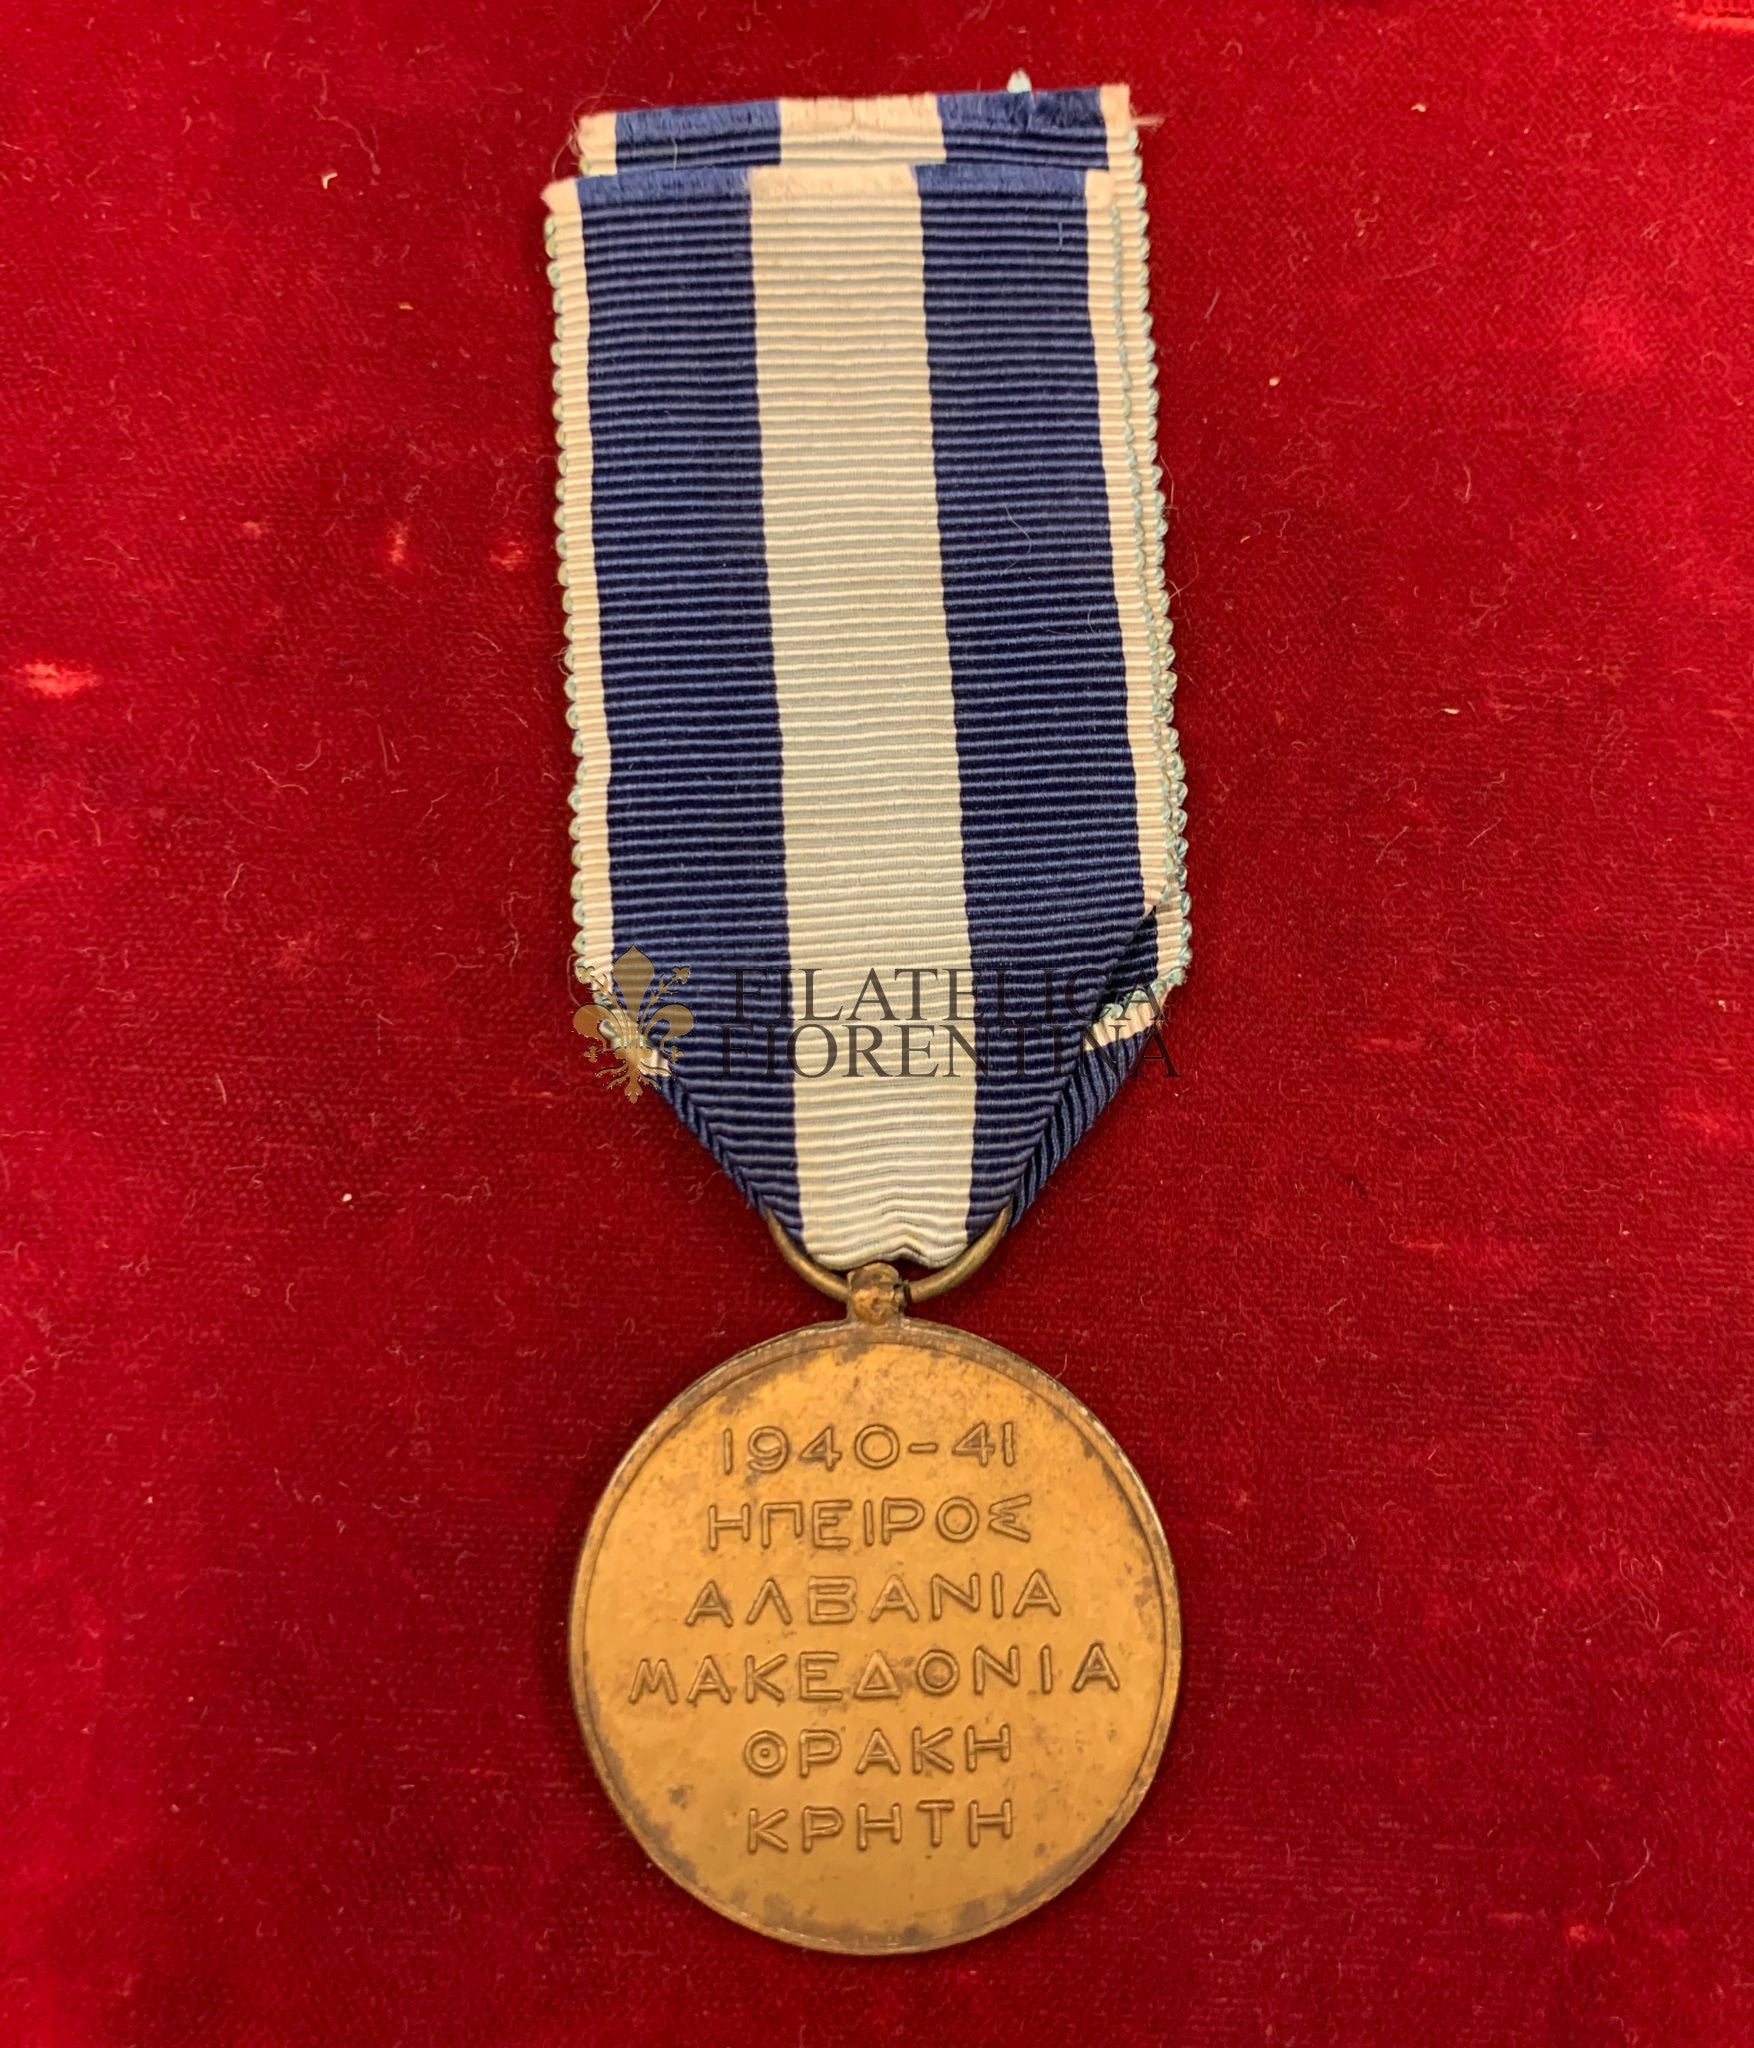 FILATELICA
FIORENTINA
1940-41
ΗΠΕΙΡΟΣ
ΑΛΒΑΝΙΑ
ΜΑΚΕΔΟΝΙΑ
ΘΡΑΚΗ
ΚΡΗΤΗ